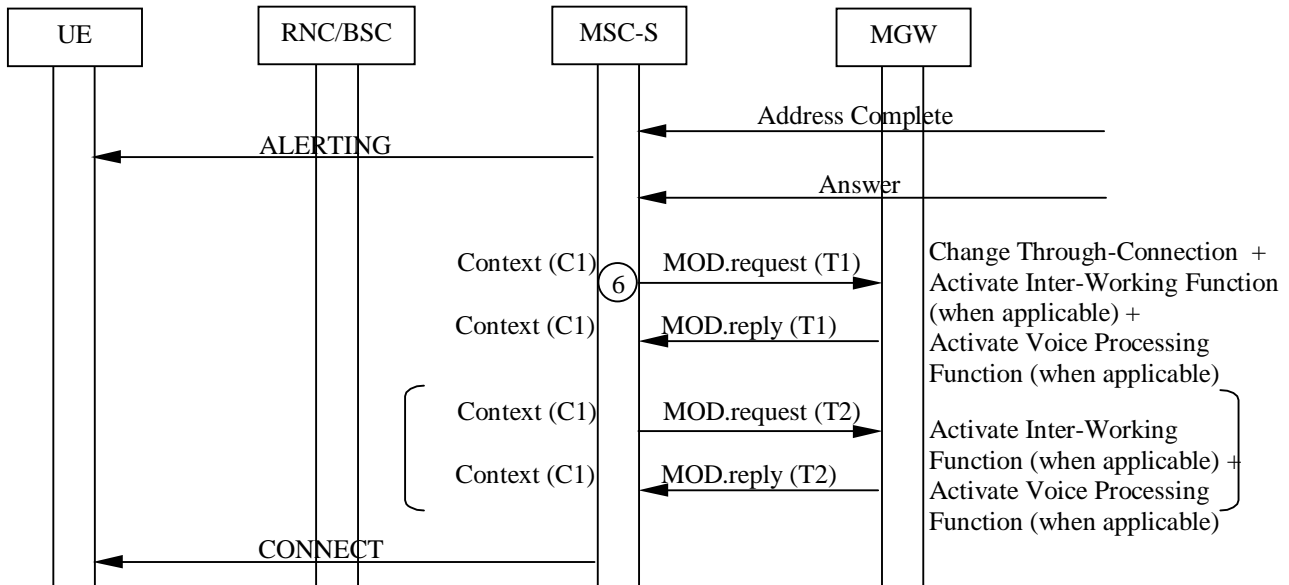 UE
RNC/BSC
MSC-S
MGW
Address Complete
ALERTING
Answer
Context (C1)
6
MOD.request (T1)
Change Through-Connection +
Activate Inter-Working Function
(when applicable) +
Activate Voice Processing
Function (when applicable)
Context (C1)
MOD.reply (T1)
Context (C1)
MOD.request (T2)
Activate Inter-Working
Function (when applicable) +
Activate Voice Processing
Function (when applicable)
Context (C1)
MOD.reply (T2)
CONNECT